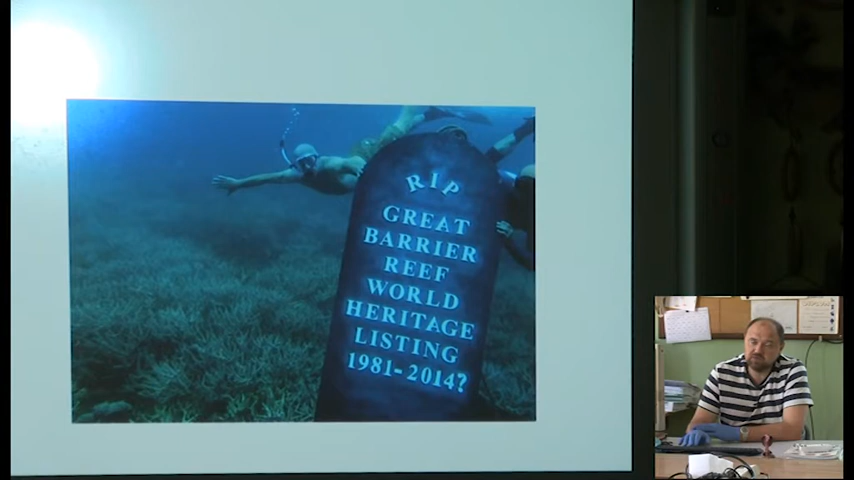 RIP
GREAT
BARRIER
REEF
WORLD
HERITAGE
LISTING
1981-2014?